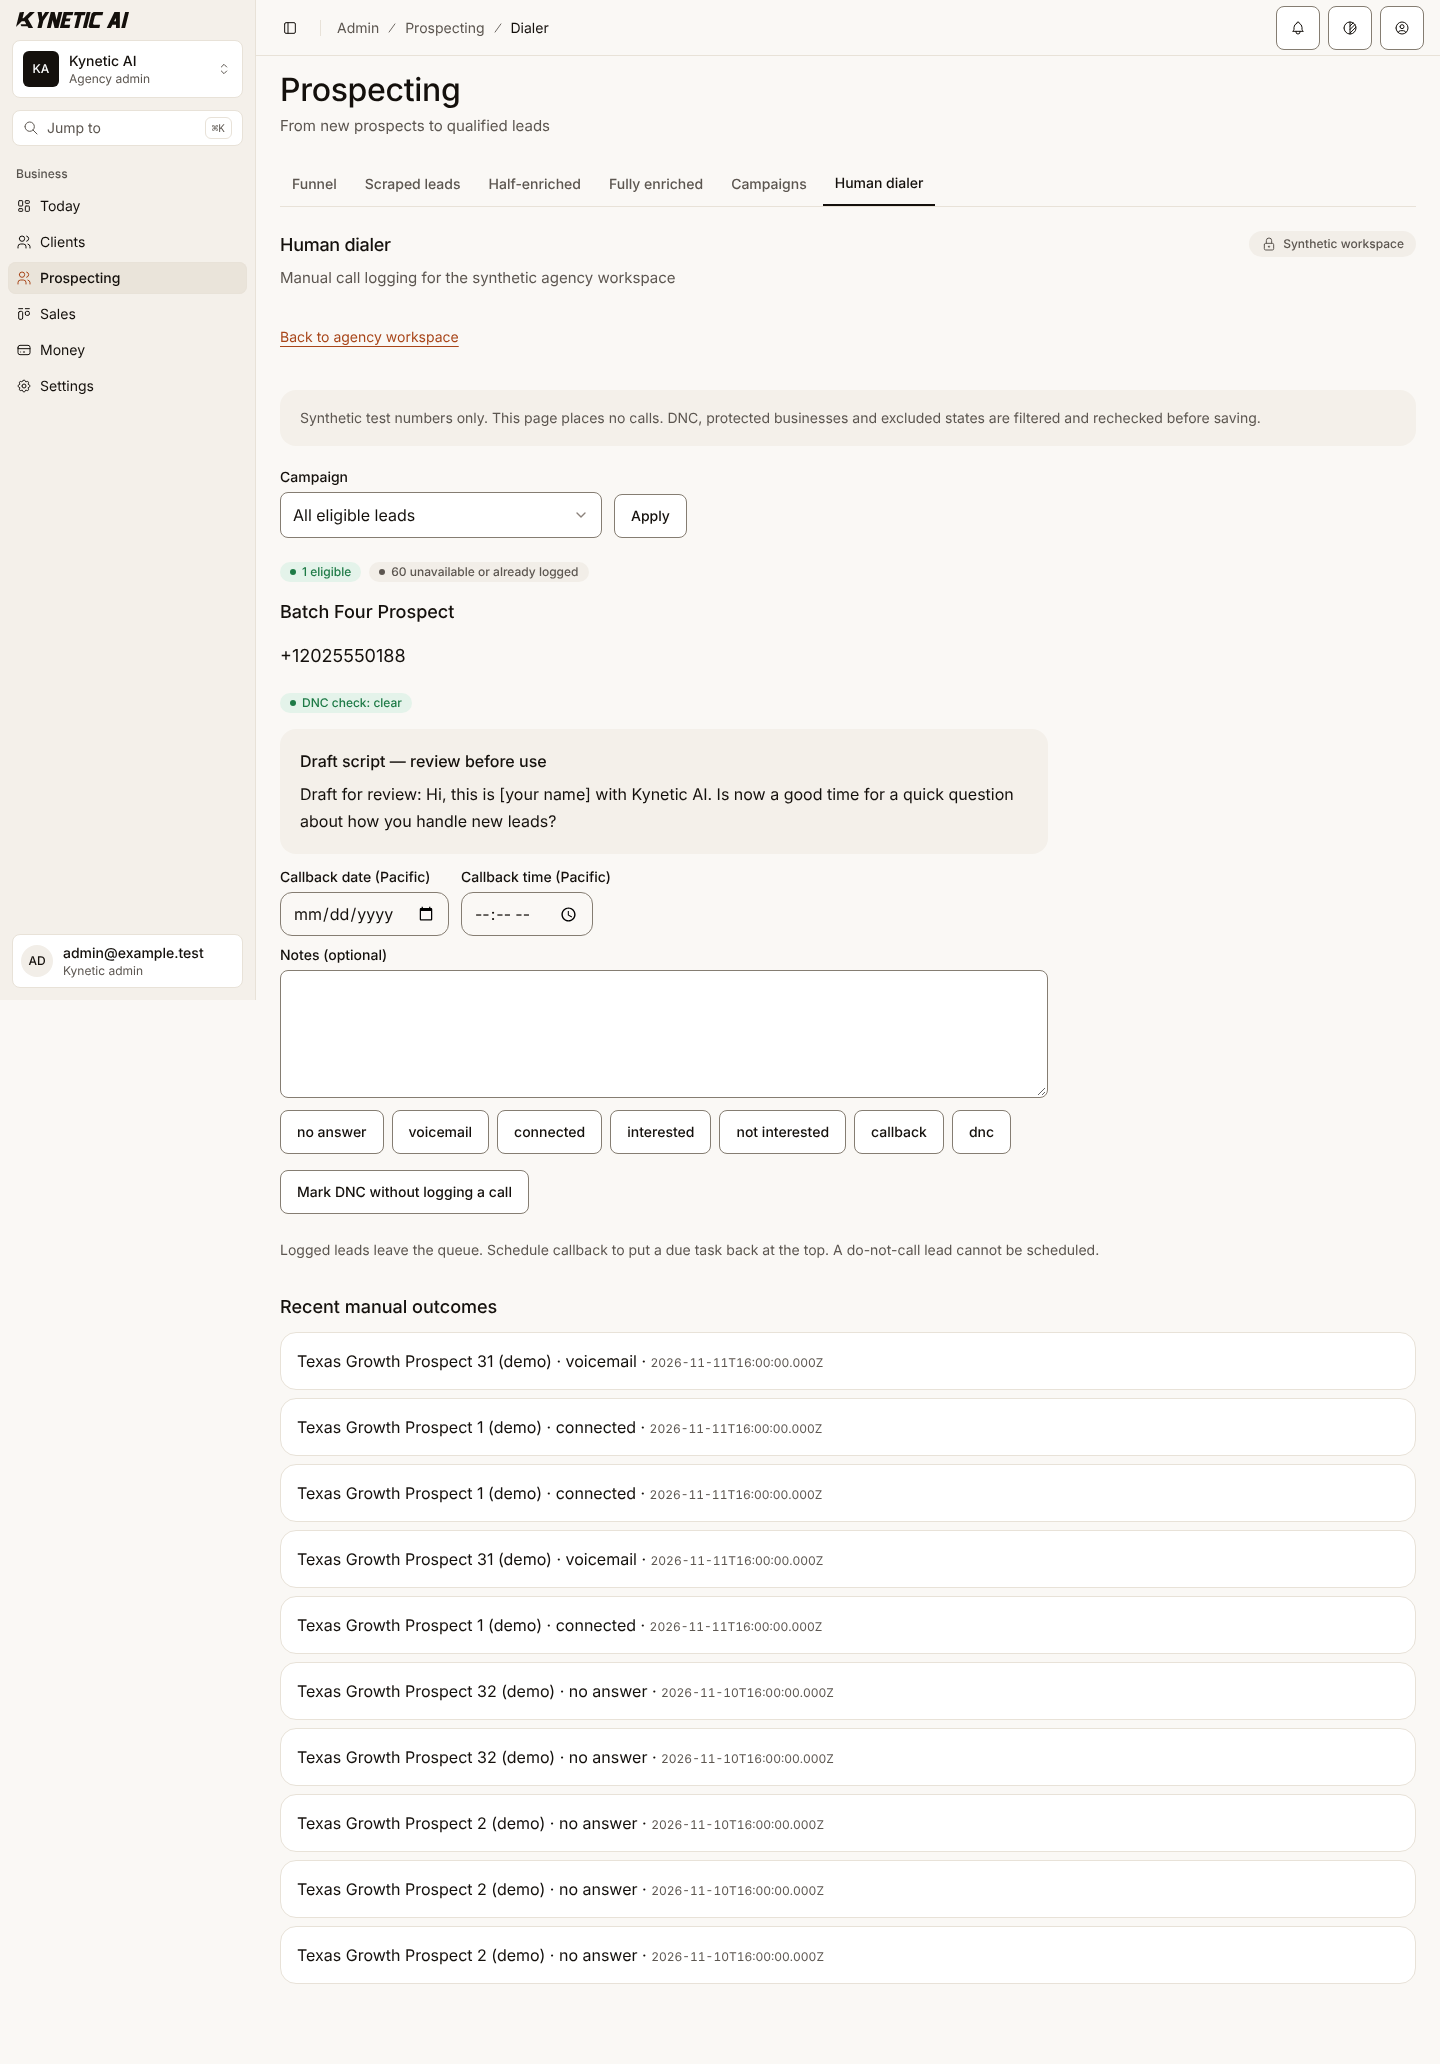 KYNETIC AI
KA
Kynetic AI
Agency admin
Jump to
⌘K
Business
Today
Clients
Prospecting
Sales
Money
Settings
AD
admin@example.test
Kynetic admin
Admin / Prospecting / Dialer
Prospecting
From new prospects to qualified leads
Funnel Scraped leads Half-enriched Fully enriched Campaigns Human dialer
Human dialer
Synthetic workspace
Manual call logging for the synthetic agency workspace
Back to agency workspace
Synthetic test numbers only. This page places no calls. DNC, protected businesses and excluded states are filtered and rechecked before saving.
Campaign
All eligible leads
Apply
1 eligible
60 unavailable or already logged
Batch Four Prospect
+12025550188
DNC check: clear
Draft script — review before use
Draft for review: Hi, this is [your name] with Kynetic AI. Is now a good time for a quick question
about how you handle new leads?
Callback date (Pacific) Callback time (Pacific)
mm/dd/yyyy --:-- --
Notes (optional)
no answer voicemail connected interested not interested callback dnc
Mark DNC without logging a call
Logged leads leave the queue. Schedule callback to put a due task back at the top. A do-not-call lead cannot be scheduled.
Recent manual outcomes
Texas Growth Prospect 31 (demo) · voicemail · 2026-11-11T16:00:00.000Z
Texas Growth Prospect 1 (demo) · connected · 2026-11-11T16:00:00.000Z
Texas Growth Prospect 1 (demo) · connected · 2026-11-11T16:00:00.000Z
Texas Growth Prospect 31 (demo) · voicemail · 2026-11-11T16:00:00.000Z
Texas Growth Prospect 1 (demo) · connected · 2026-11-11T16:00:00.000Z
Texas Growth Prospect 32 (demo) · no answer · 2026-11-10T16:00:00.000Z
Texas Growth Prospect 32 (demo) · no answer · 2026-11-10T16:00:00.000Z
Texas Growth Prospect 2 (demo) · no answer · 2026-11-10T16:00:00.000Z
Texas Growth Prospect 2 (demo) · no answer · 2026-11-10T16:00:00.000Z
Texas Growth Prospect 2 (demo) · no answer · 2026-11-10T16:00:00.000Z